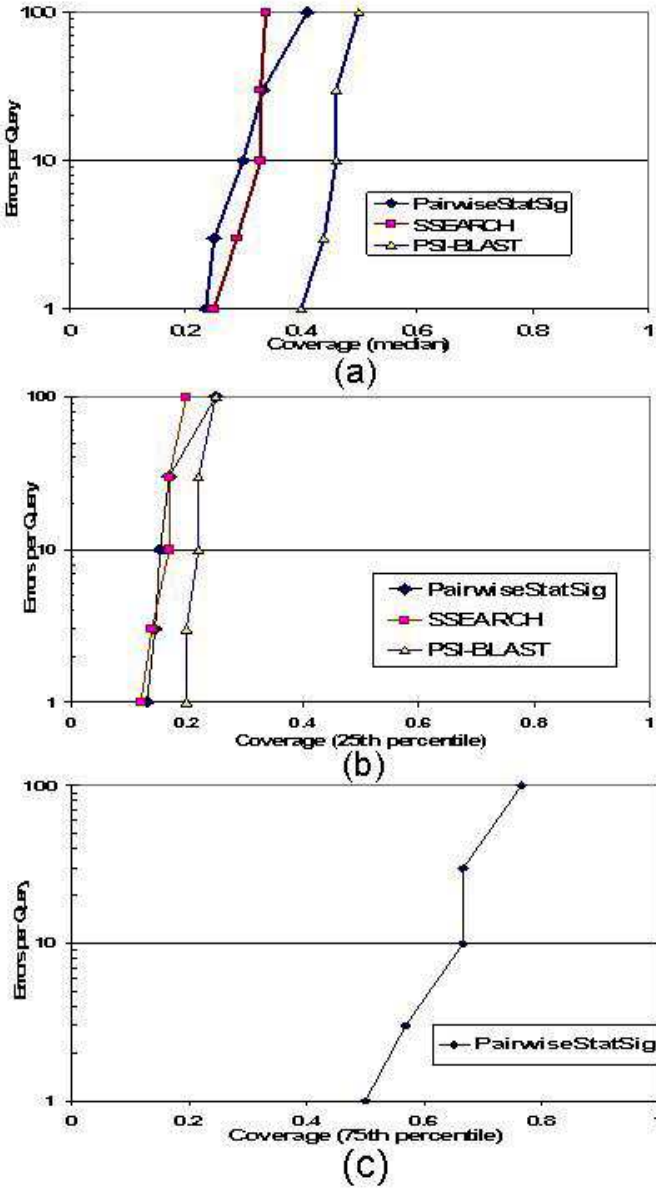 100
10
1
Errors per Query
PairwiseStatSig
SSEARCH
PSI-BLAST
0 0.2 0.4 0.6 0.8 1
Coverage (median)
(a)
100
10
1
Errors per Query
PairwiseStatSig
SSEARCH
PSI-BLAST
0 0.2 0.4 0.6 0.8 1
Coverage (25th percentile)
(b)
100
10
1
Errors per Query
PairwiseStatSig
0 0.2 0.4 0.6 0.8 1
Coverage (75th percentile)
(c)